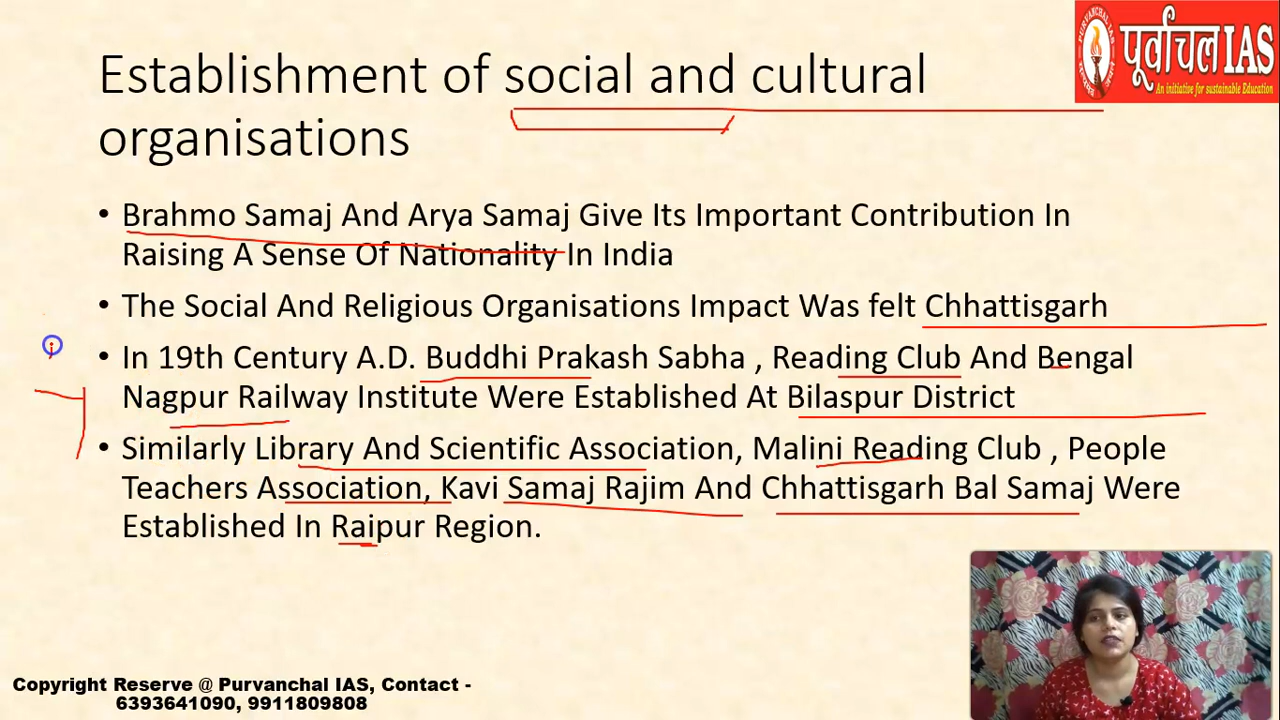 पूर्वांचल IAS
PURVANCHAL IAS
An initiative for sustainable Education
Establishment of social and cultural
organisations
• Brahmo Samaj And Arya Samaj Give Its Important Contribution In
Raising A Sense Of Nationality In India
• The Social And Religious Organisations Impact Was felt Chhattisgarh
• In 19th Century A.D. Buddhi Prakash Sabha , Reading Club And Bengal
Nagpur Railway Institute Were Established At Bilaspur District
• Similarly Library And Scientific Association, Malini Reading Club , People
Teachers Association, Kavi Samaj Rajim And Chhattisgarh Bal Samaj Were
Established In Raipur Region.
Copyright Reserve @ Purvanchal IAS, Contact -
6393641090, 9911809808